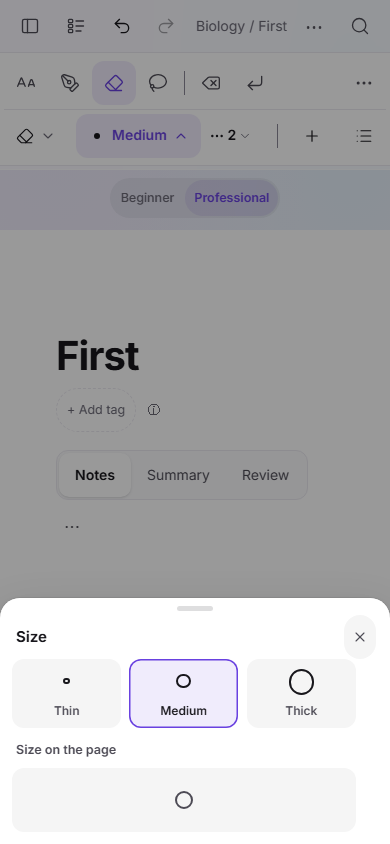 Biology / First
AA
Medium
2
Beginner
Professional
First
+ Add tag
Notes
Summary
Review
...
Size
Thin
Medium
Thick
Size on the page